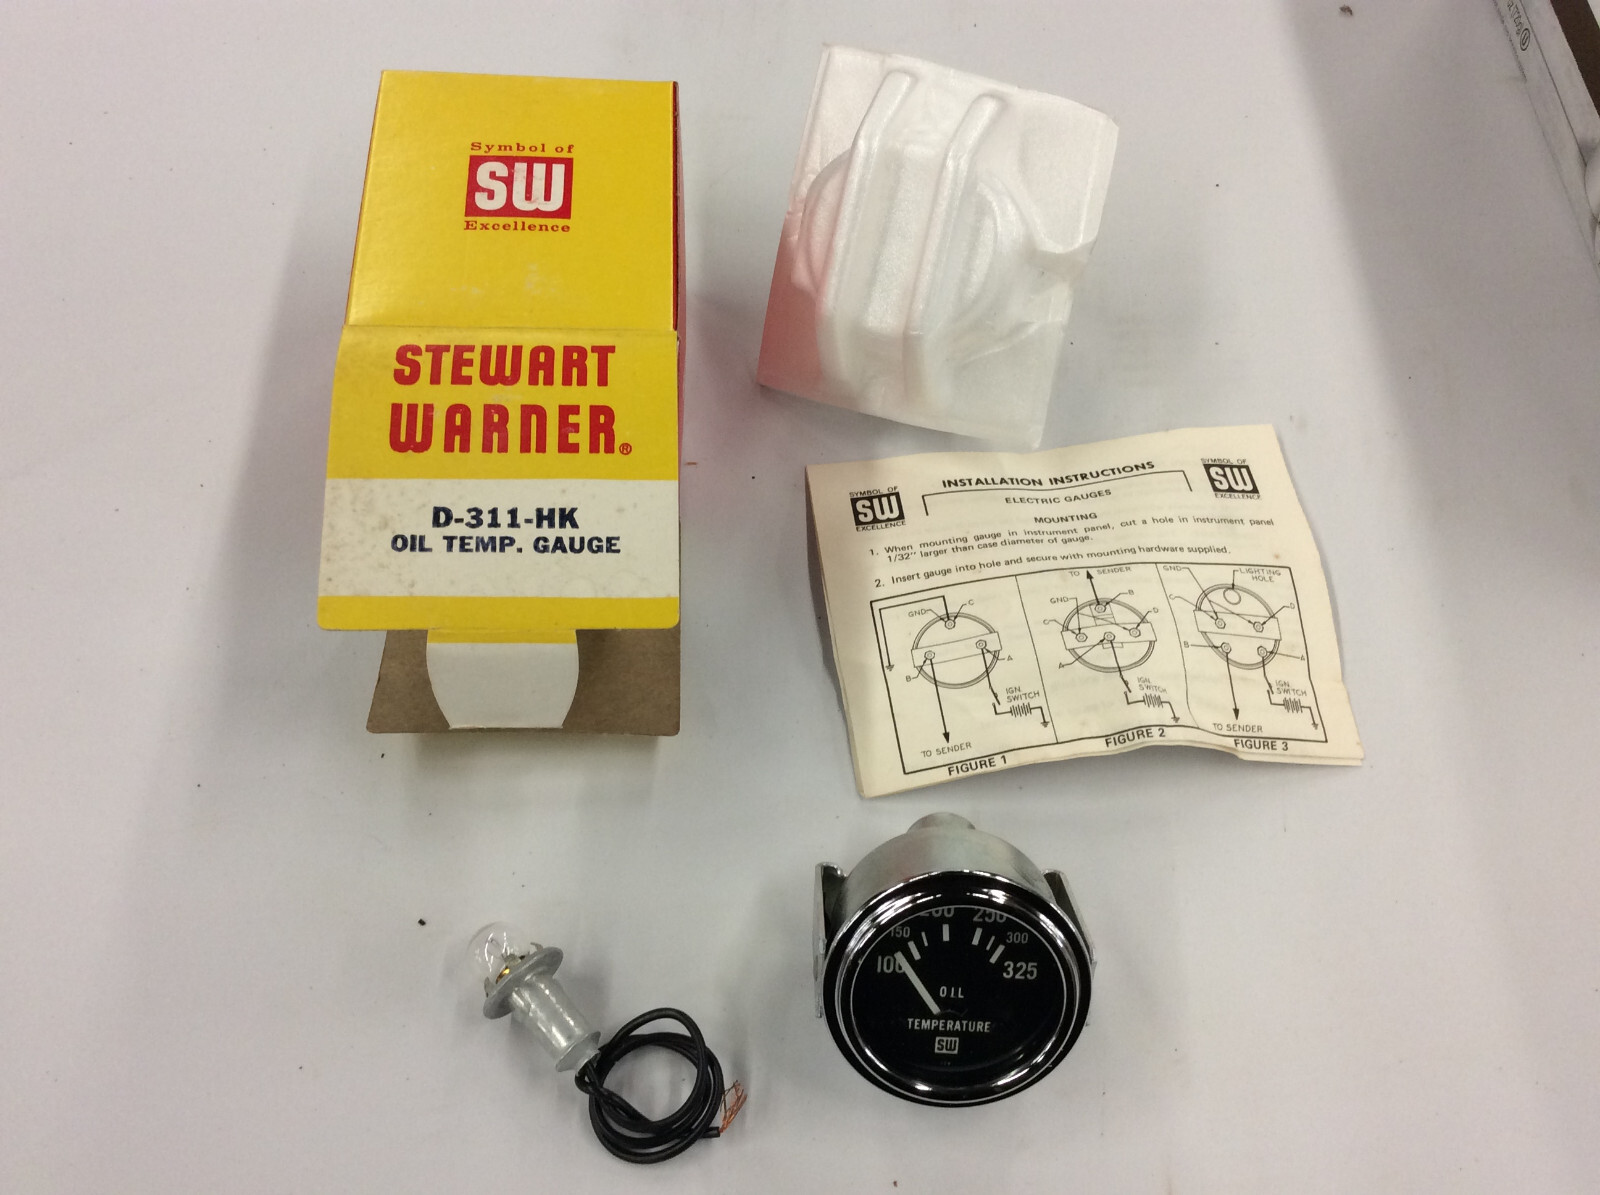 Symbol of
SW
Excellence
STEWART
WARNER®
D-311-HK
OIL TEMP. GAUGE
SYMBOL OF
SW
EXCELLENCE
INSTALLATION INSTRUCTIONS
ELECTRIC GAUGES
SYMBOL OF
SW
EXCELLENCE
MOUNTING
1. When mounting gauge in instrument panel, cut a hole in instrument panel
1/32" larger than case diameter of gauge.
2. Insert gauge into hole and secure with mounting hardware supplied.
GND
C
B
A
IGN.
SWITCH
TO SENDER
FIGURE 1
TO SENDER
GND
B
C
D
A
IGN.
SWITCH
FIGURE 2
GND
LIGHTING
HOLE
C
D
B
A
IGN.
SWITCH
TO SENDER
FIGURE 3
100 150 200 250 300 325
OIL
TEMPERATURE
SW